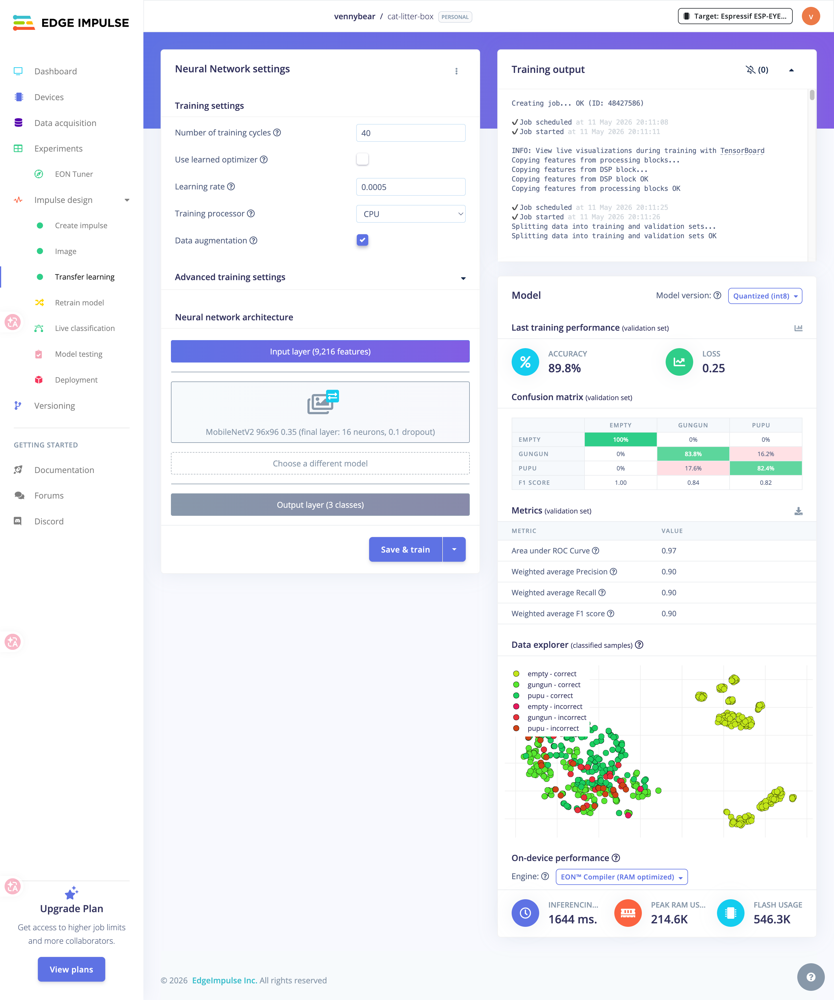 EDGE IMPULSE
vennybear / cat-litter-box PERSONAL
Target: Espressif ESP-EYE...
v
Dashboard
Devices
Data acquisition
Experiments
EON Tuner
Impulse design
Create impulse
Image
Transfer learning
Retrain model
Live classification
Model testing
Deployment
Versioning
GETTING STARTED
Documentation
Forums
Discord
Upgrade Plan
Get access to higher job limits
and more collaborators.
View plans
Neural Network settings
Training settings
Number of training cycles ?
40
Use learned optimizer ?
Learning rate ?
0.0005
Training processor ?
CPU
Data augmentation ?
Advanced training settings
Neural network architecture
Input layer (9,216 features)
MobileNetV2 96x96 0.35 (final layer: 16 neurons, 0.1 dropout)
Choose a different model
Output layer (3 classes)
Save & train
Training output
(0)
Creating job... OK (ID: 48427586)
✓Job scheduled at 11 May 2026 20:11:08
✓Job started at 11 May 2026 20:11:11
INFO: View live visualizations during training with TensorBoard
Copying features from processing blocks...
Copying features from DSP block...
Copying features from DSP block OK
Copying features from processing blocks OK
✓Job scheduled at 11 May 2026 20:11:25
✓Job started at 11 May 2026 20:11:26
Splitting data into training and validation sets...
Splitting data into training and validation sets OK
Model
Model version: ? Quantized (int8)
Last training performance (validation set)
%
ACCURACY
89.8%
LOSS
0.25
Confusion matrix (validation set)
EMPTY GUNGUN PUPU
EMPTY 100% 0% 0%
GUNGUN 0% 83.8% 16.2%
PUPU 0% 17.6% 82.4%
F1 SCORE 1.00 0.84 0.82
Metrics (validation set)
METRIC VALUE
Area under ROC Curve ? 0.97
Weighted average Precision ? 0.90
Weighted average Recall ? 0.90
Weighted average F1 score ? 0.90
Data explorer (classified samples) ?
empty - correct
gungun - correct
pupu - correct
empty - incorrect
gungun - incorrect
pupu - incorrect
On-device performance ?
Engine: ? EON™ Compiler (RAM optimized)
INFERENCIN...
1644 ms.
PEAK RAM US...
214.6K
FLASH USAGE
546.3K
© 2026 EdgeImpulse Inc. All rights reserved
?